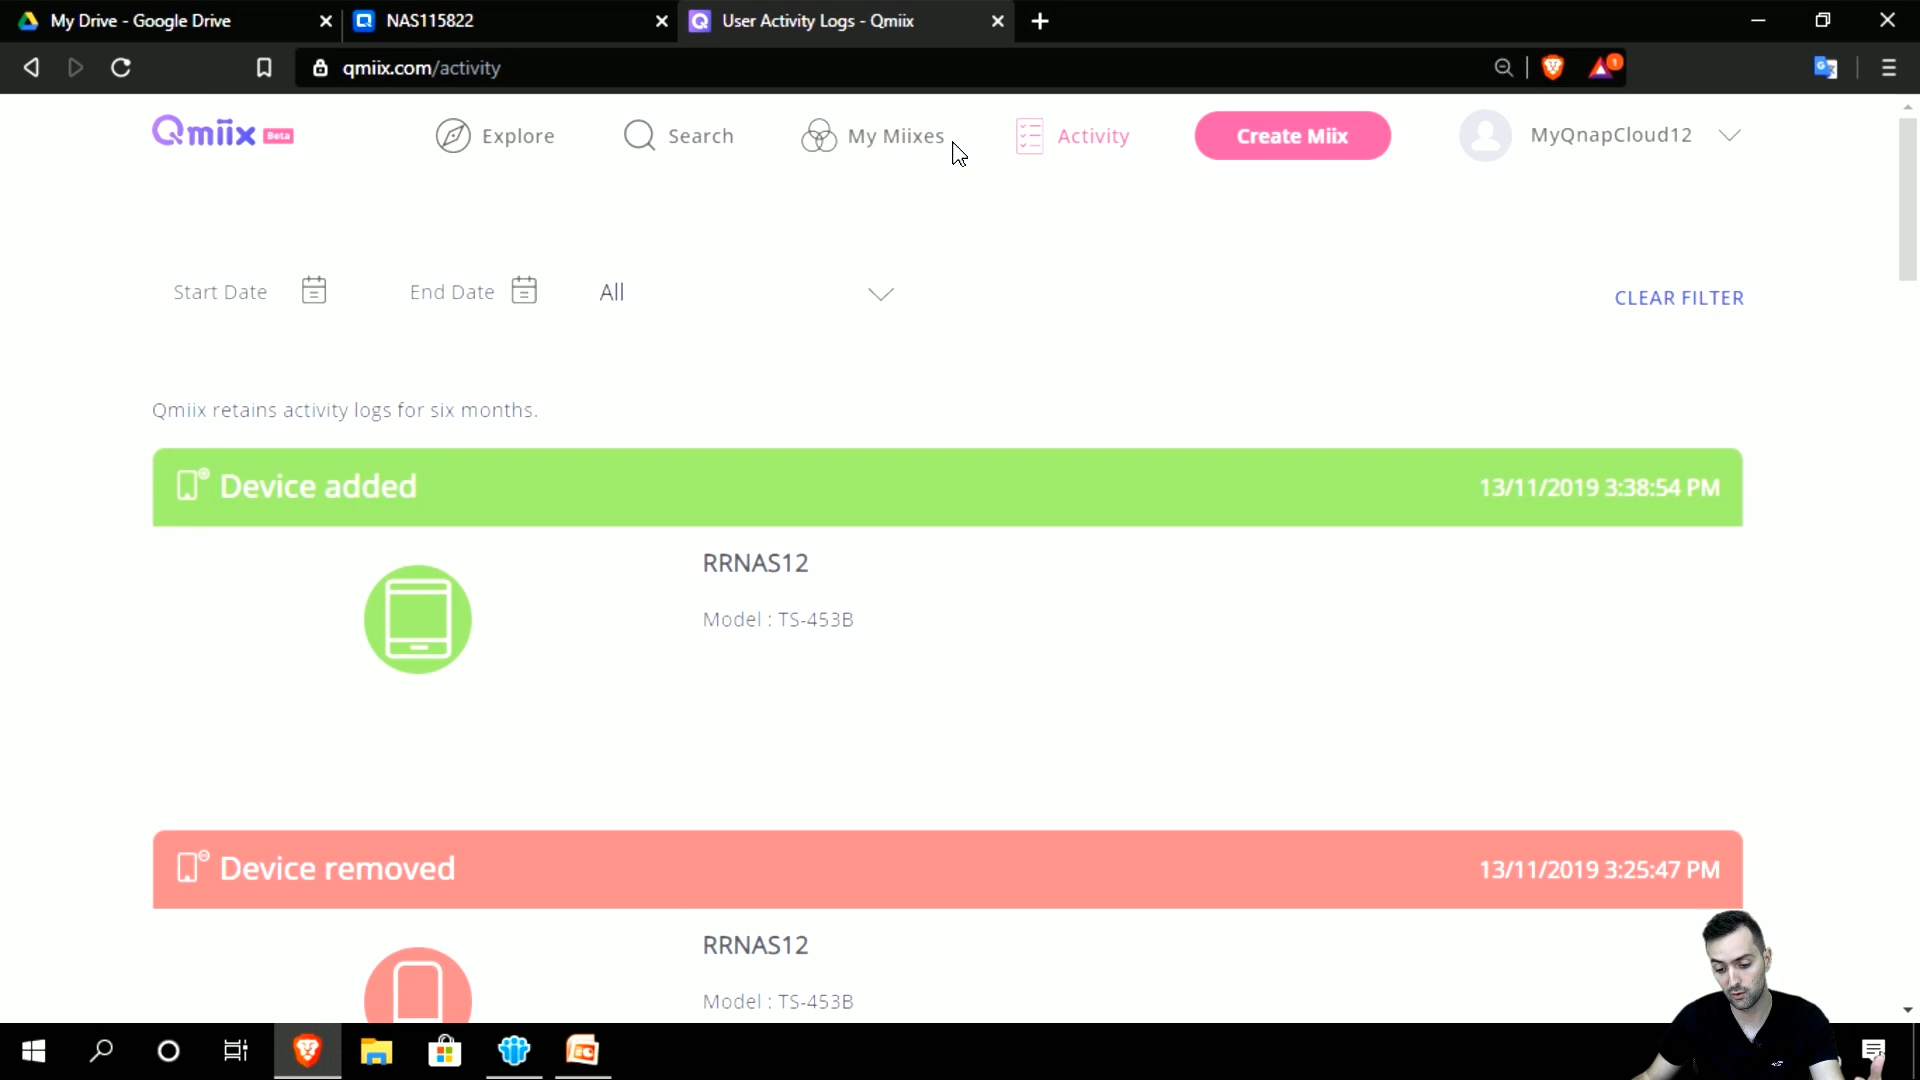 My Drive - Google Drive
NAS115822
User Activity Logs - Qmiix
qmiix.com/activity
1
Qmiix Beta
Explore
Search
My Miixes
Activity
Create Miix
MyQnapCloud12
Start Date
End Date
All
CLEAR FILTER
Qmiix retains activity logs for six months.
Device added
13/11/2019 3:38:54 PM
RRNAS12
Model : TS-453B
Device removed
13/11/2019 3:25:47 PM
RRNAS12
Model : TS-453B